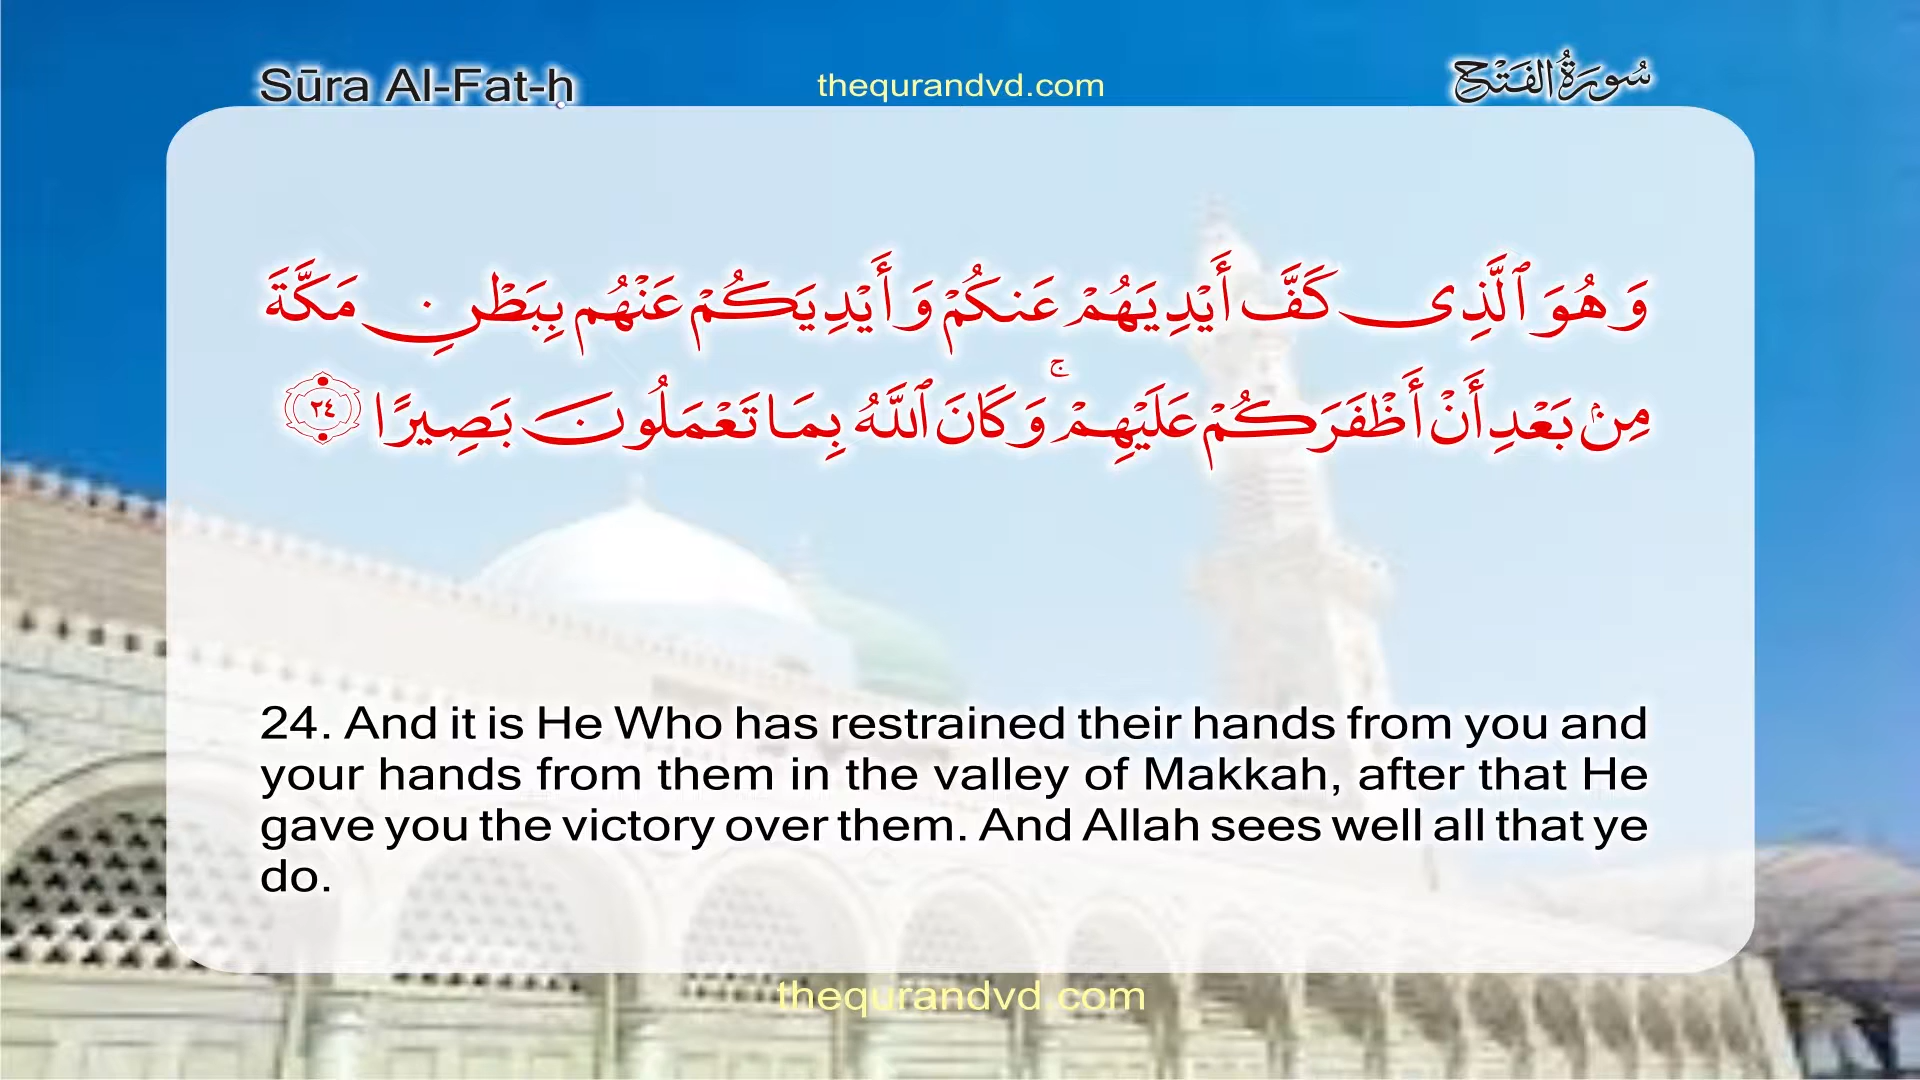 Sūra Al-Fat-ḥ
thequrandvd.com
سُورَةُ الفَتْحِ
وَهُوَ ٱلَّذِى كَفَّ أَيْدِيَهُمْ عَنكُمْ وَأَيْدِيَكُمْ عَنْهُم بِبَطْنِ مَكَّةَ
مِنۢ بَعْدِ أَنْ أَظْفَرَكُمْ عَلَيْهِمْ ۚ وَكَانَ ٱللَّهُ بِمَا تَعْمَلُونَ بَصِيرًا ٢٤
24. And it is He Who has restrained their hands from you and
your hands from them in the valley of Makkah, after that He
gave you the victory over them. And Allah sees well all that ye
do.
thequrandvd.com